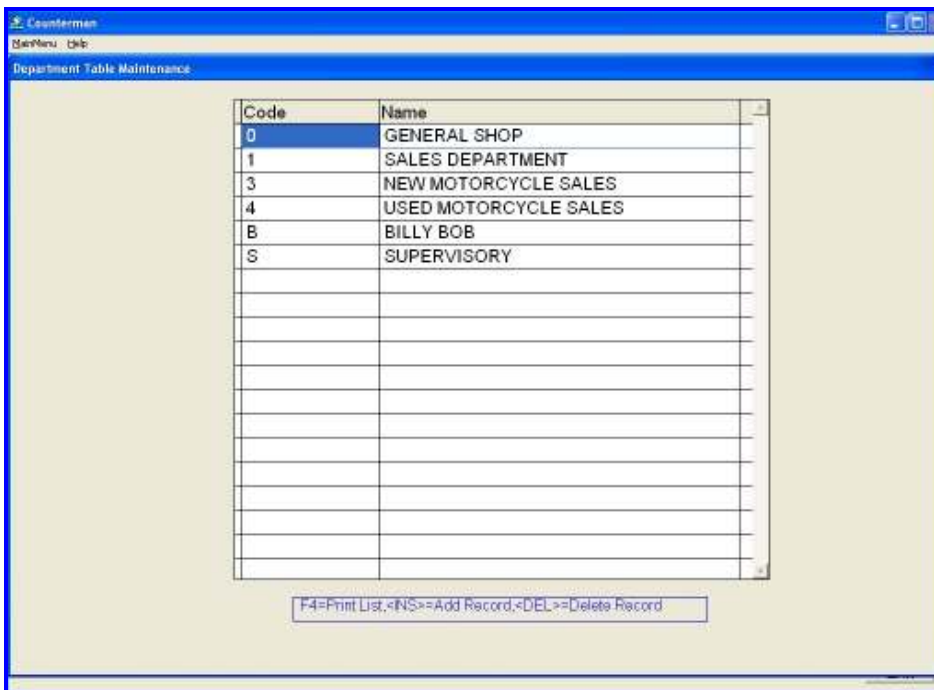 Counterman
MainMenu Help
Department Table Maintenance
Code Name
0 GENERAL SHOP
1 SALES DEPARTMENT
3 NEW MOTORCYCLE SALES
4 USED MOTORCYCLE SALES
B BILLY BOB
S SUPERVISORY
F4=Print List,<INS>=Add Record,<DEL>=Delete Record